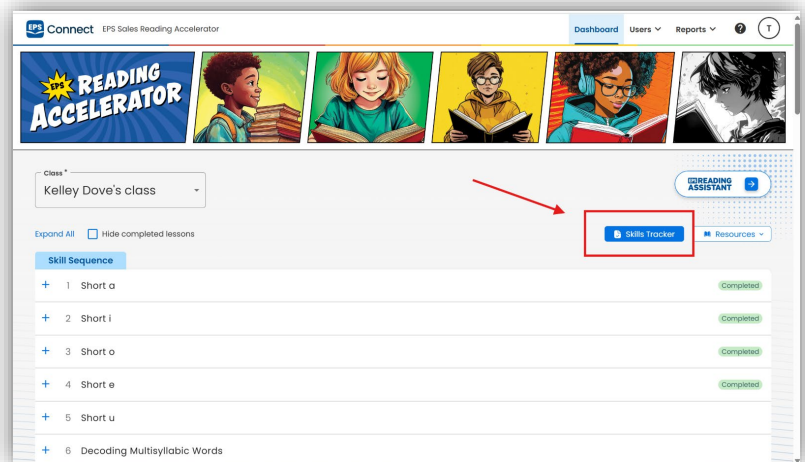 EPS Connect EPS Sales Reading Accelerator Dashboard Users Reports ? T
EPS READING
ACCELERATOR
Class *
Kelley Dove's class
EPS READING
ASSISTANT
Expand All Hide completed lessons Skills Tracker Resources
Skill Sequence
+ 1 Short a Completed
+ 2 Short i Completed
+ 3 Short o Completed
+ 4 Short e Completed
+ 5 Short u
+ 6 Decoding Multisyllabic Words